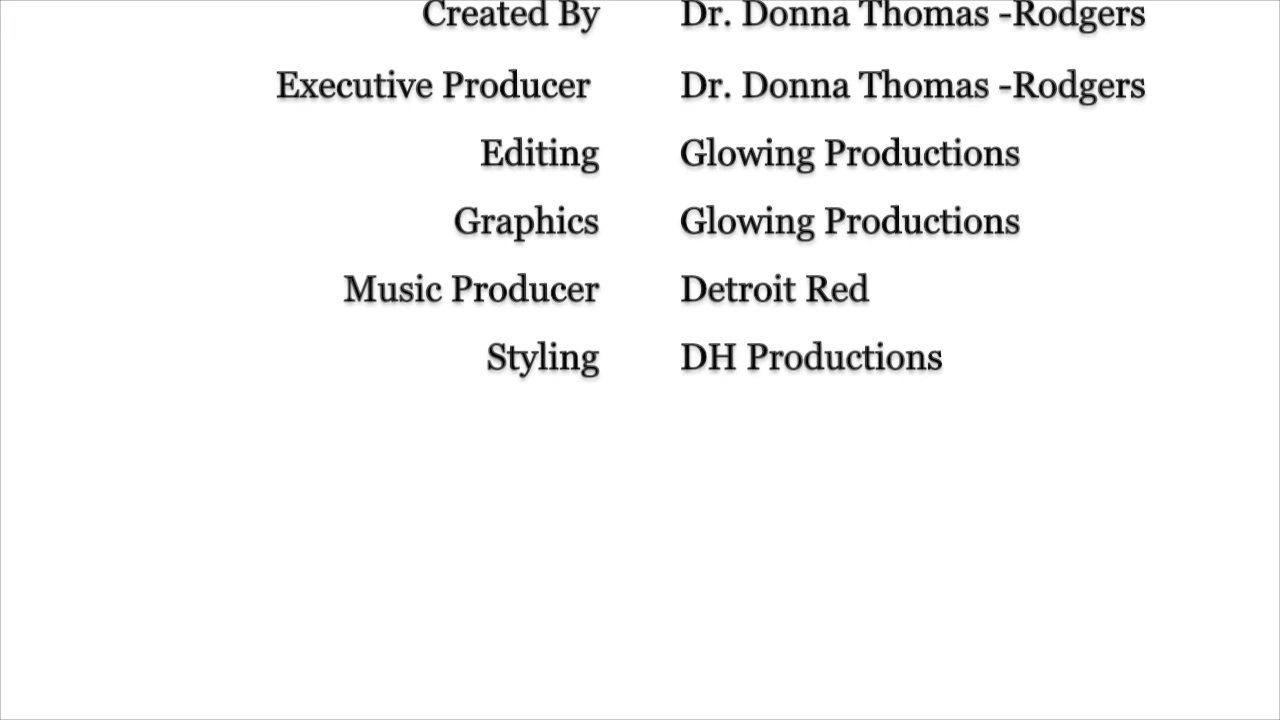 Created By Dr. Donna Thomas -Rodgers
Executive Producer Dr. Donna Thomas -Rodgers
Editing Glowing Productions
Graphics Glowing Productions
Music Producer Detroit Red
Styling DH Productions